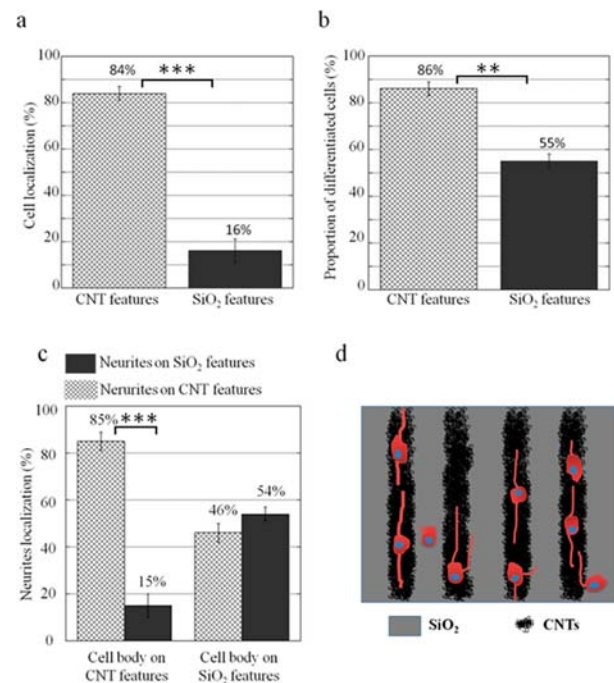 a
b
100
80
60
40
20
0
Cell localization (%)
84%
***
16%
CNT features
SiO₂ features
100
80
60
40
20
0
Proportion of differentiated cells (%)
86%
**
55%
CNT features
SiO₂ features
c
Neurites on SiO₂ features
Nerurites on CNT features
100
80
60
40
20
0
Neurites localization (%)
85%
***
15%
46%
54%
Cell body on
CNT features
Cell body on
SiO₂ features
d
SiO₂
CNTs